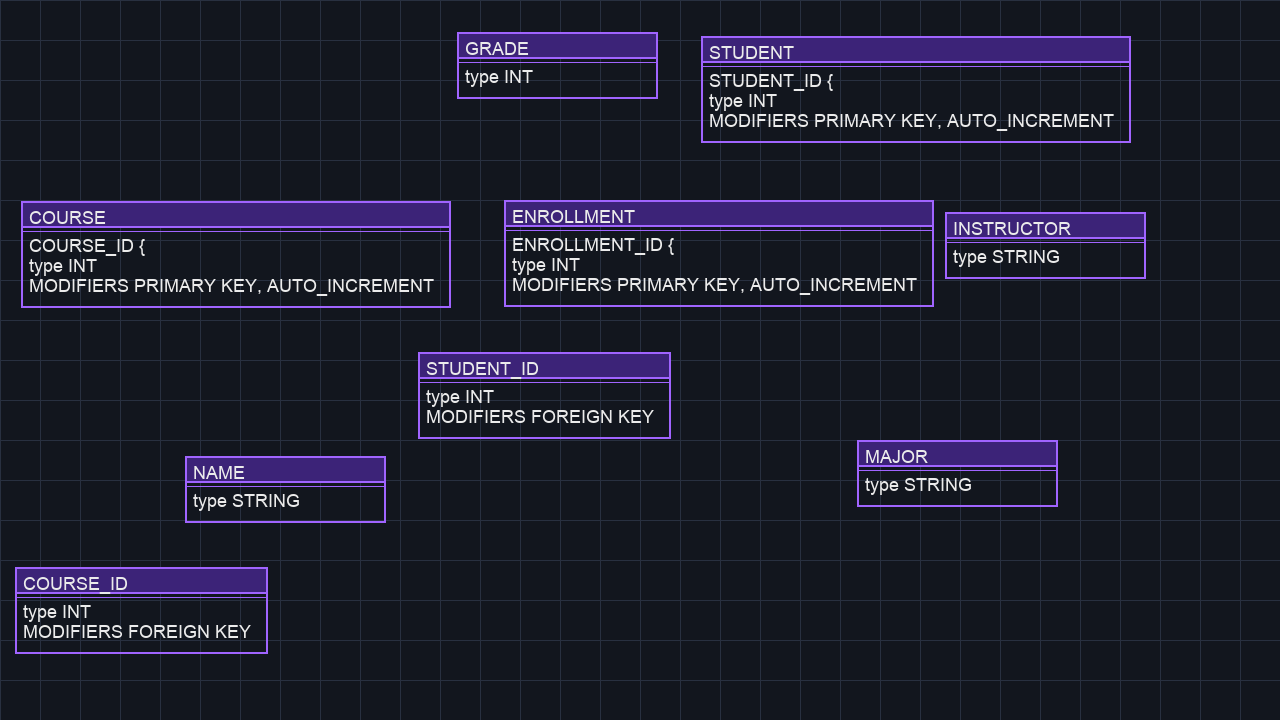 GRADE
type INT
STUDENT
STUDENT_ID {
type INT
MODIFIERS PRIMARY KEY, AUTO_INCREMENT
COURSE
COURSE_ID {
type INT
MODIFIERS PRIMARY KEY, AUTO_INCREMENT
ENROLLMENT
ENROLLMENT_ID {
type INT
MODIFIERS PRIMARY KEY, AUTO_INCREMENT
INSTRUCTOR
type STRING
STUDENT_ID
type INT
MODIFIERS FOREIGN KEY
NAME
type STRING
MAJOR
type STRING
COURSE_ID
type INT
MODIFIERS FOREIGN KEY